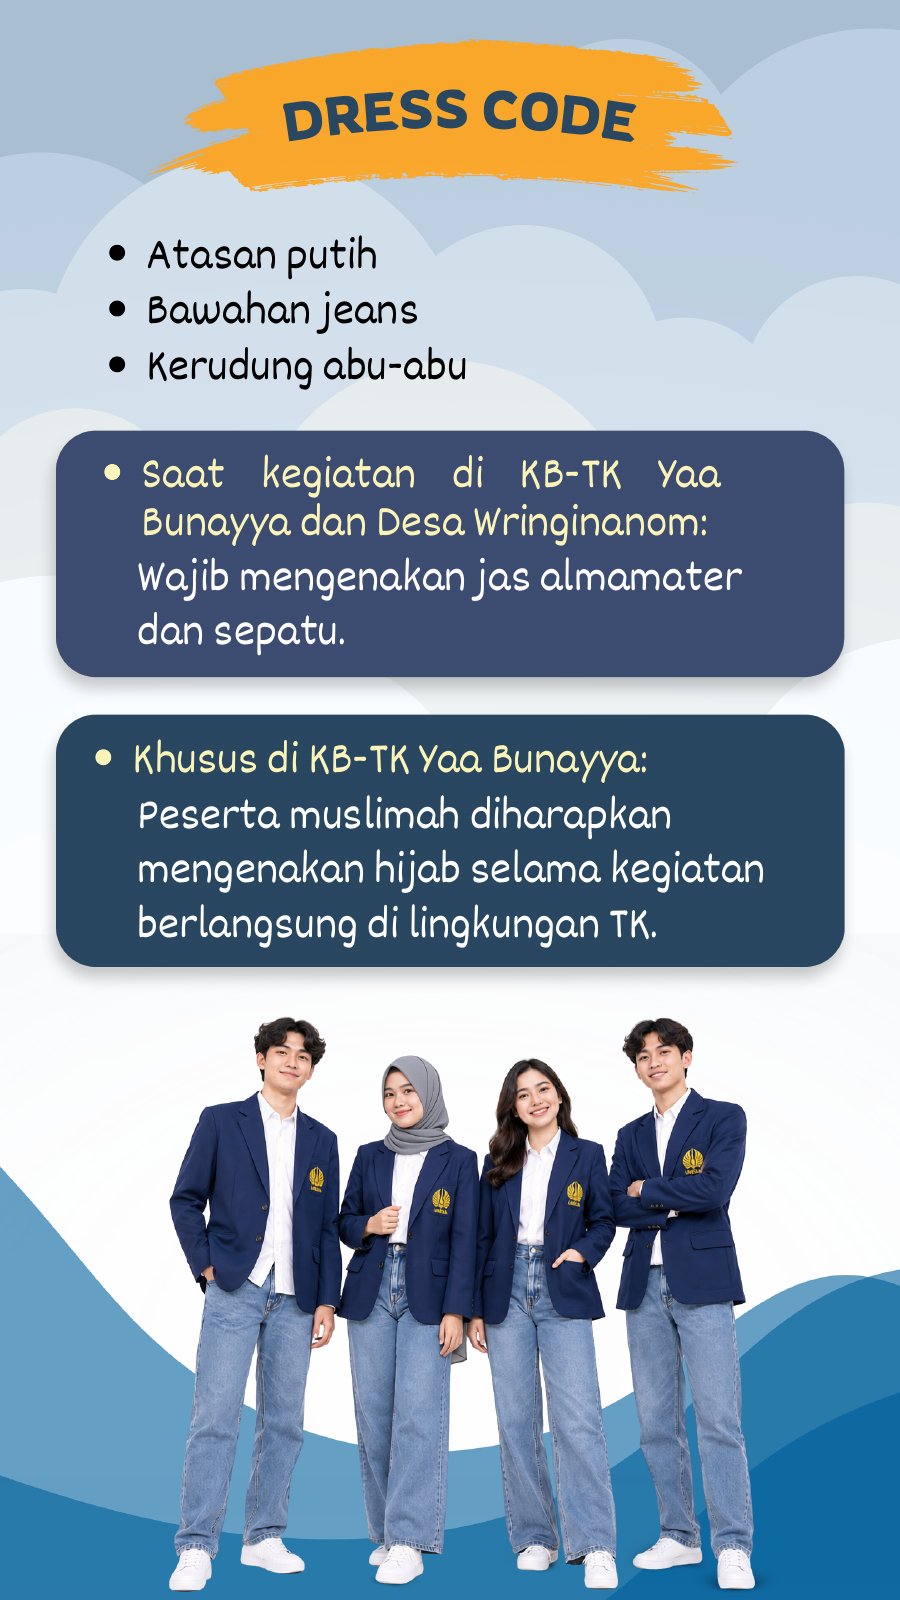 DRESS CODE
• Atasan putih
• Bawahan jeans
• Kerudung abu-abu
• Saat kegiatan di KB-TK Yaa
Bunayya dan Desa Wringinanom:
Wajib mengenakan jas almamater
dan sepatu.
• Khusus di KB-TK Yaa Bunayya:
Peserta muslimah diharapkan
mengenakan hijab selama kegiatan
berlangsung di lingkungan TK.